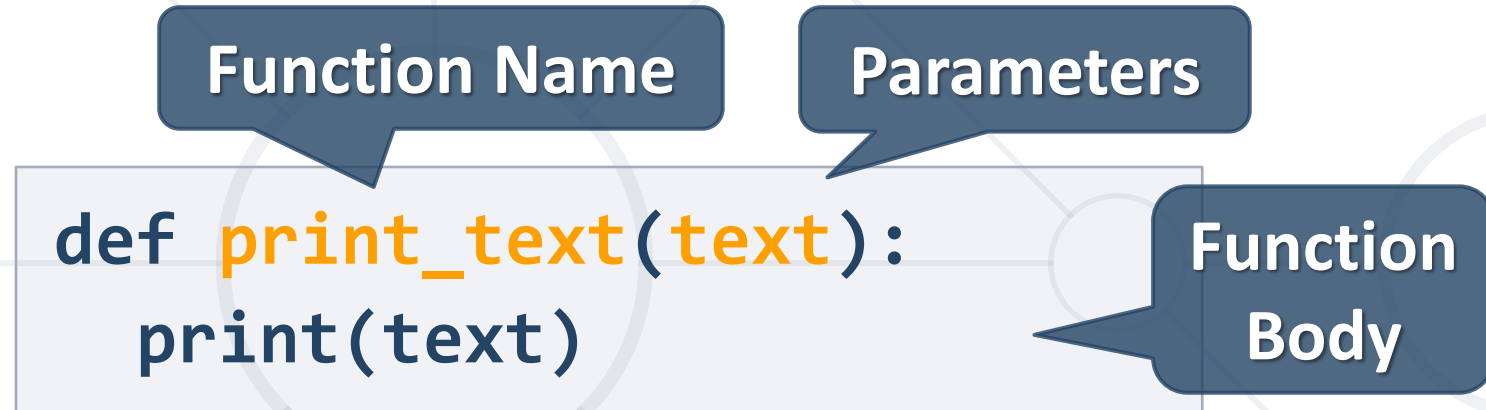 Function Name
Parameters
def print_text(text):
print(text)
Function
Body